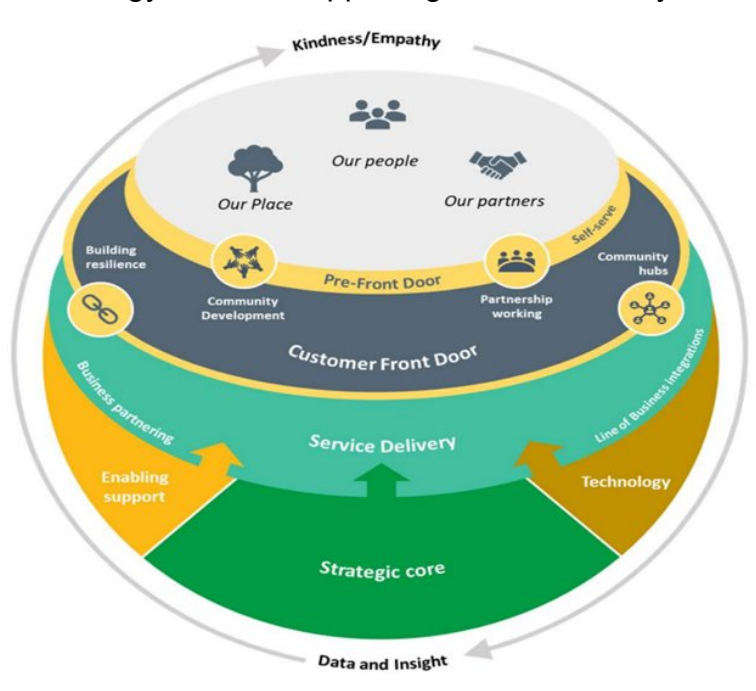 Kindness/Empathy
Our people
Our Place
Our partners
Self-serve
Building
resilience
Community
hubs
Pre-Front Door
Community
Development
Partnership
working
Customer Front Door
Business partnering
Line of Business integrations
Service Delivery
Enabling
support
Technology
Strategic core
Data and Insight